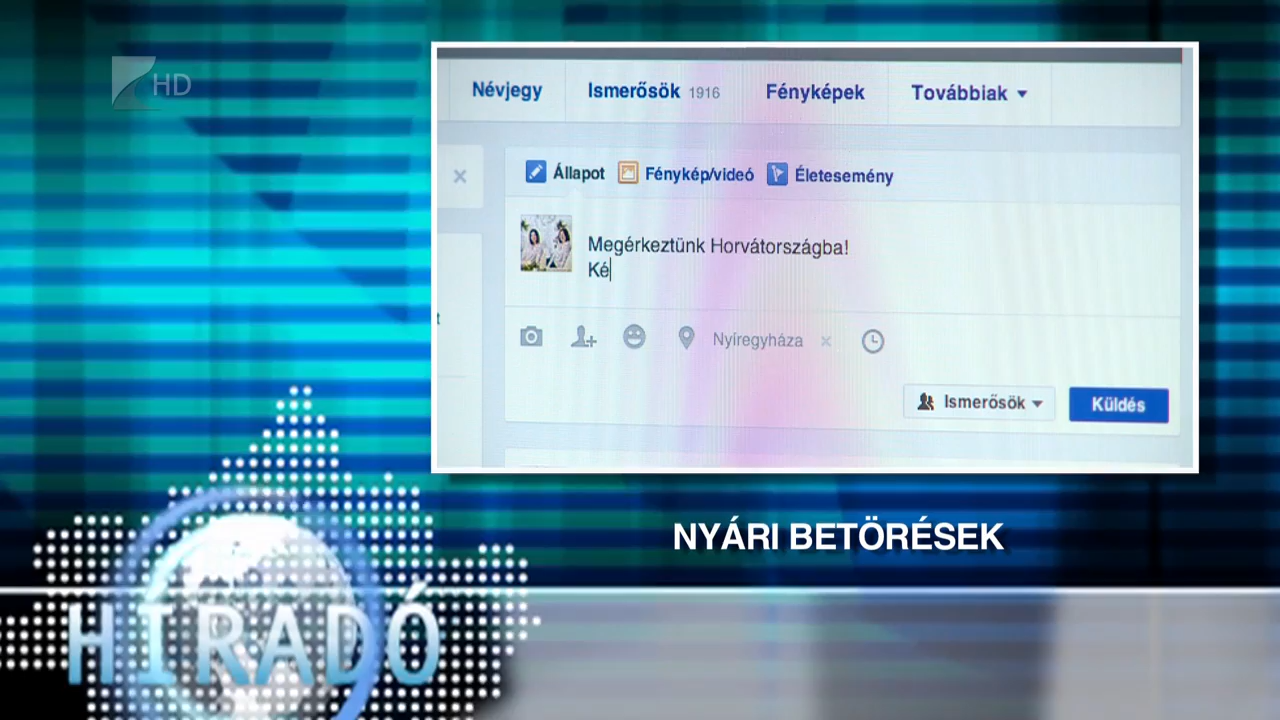 HD
Névjegy
Ismerősök 1916
Fényképek
Továbbiak
Állapot
Fénykép/videó
Életesemény
Megérkeztünk Horvátországba!
Ké
Nyíregyháza
Ismerősök
Küldés
NYÁRI BETÖRÉSEK
HÍRADÓ